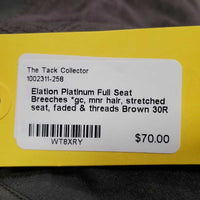 The Tack Collector
1002311-258
Elation Platinum Full Seat
Breeches *gc, mnr hair, stretched
seat, faded & threads Brown 30R
WT8XRY
$70.00